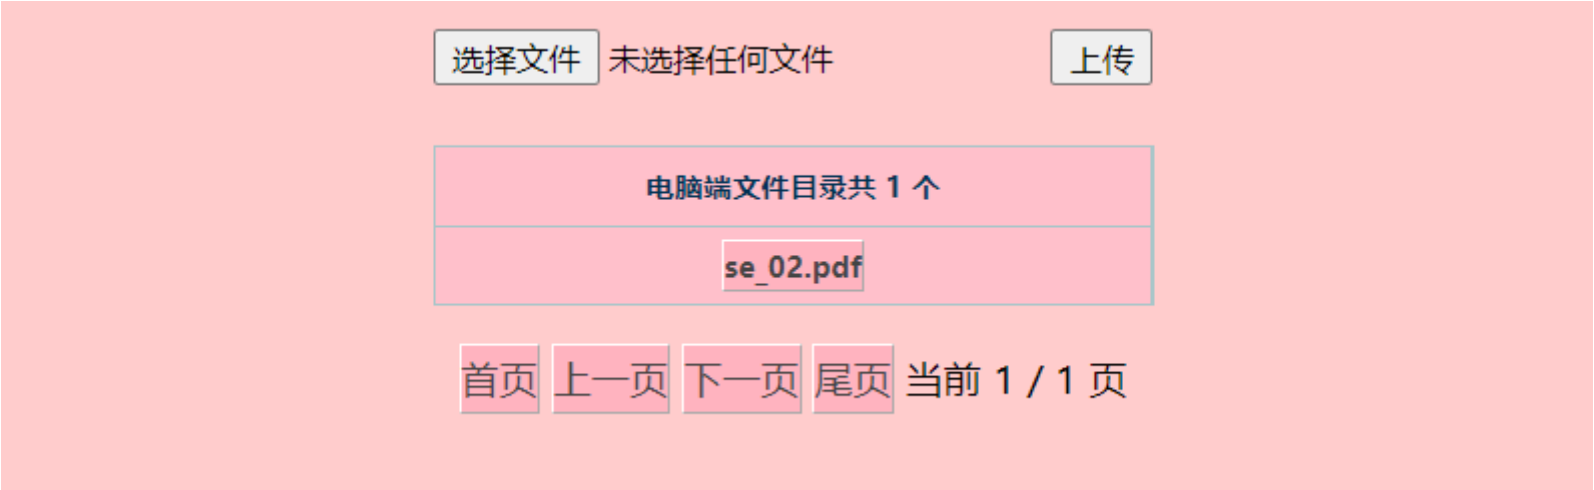 选择文件 未选择任何文件 上传
电脑端文件目录共 1 个
se_02.pdf
首页 上一页 下一页 尾页 当前 1 / 1 页